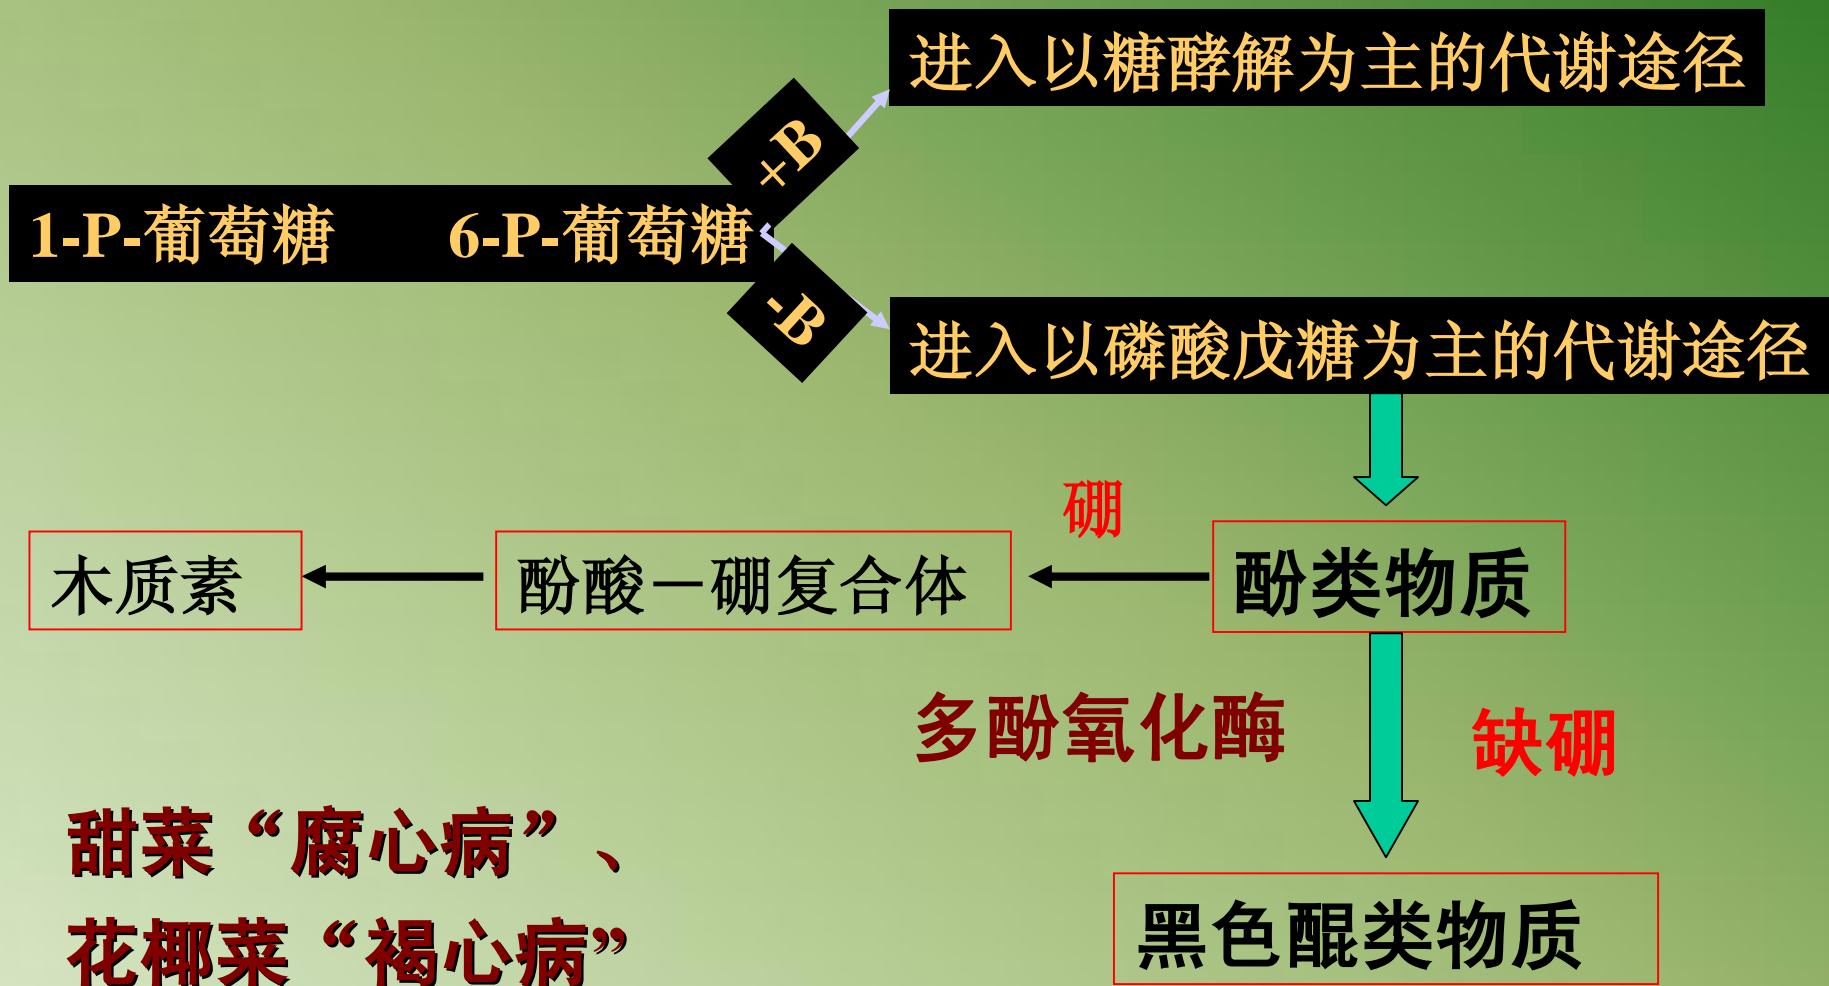 进入以糖酵解为主的代谢途径
+B
1-P-葡萄糖 6-P-葡萄糖
-B
进入以磷酸戊糖为主的代谢途径
硼
木质素
酚酸－硼复合体
酚类物质
多酚氧化酶
缺硼
甜菜“腐心病”、
花椰菜“褐心病”
黑色醌类物质